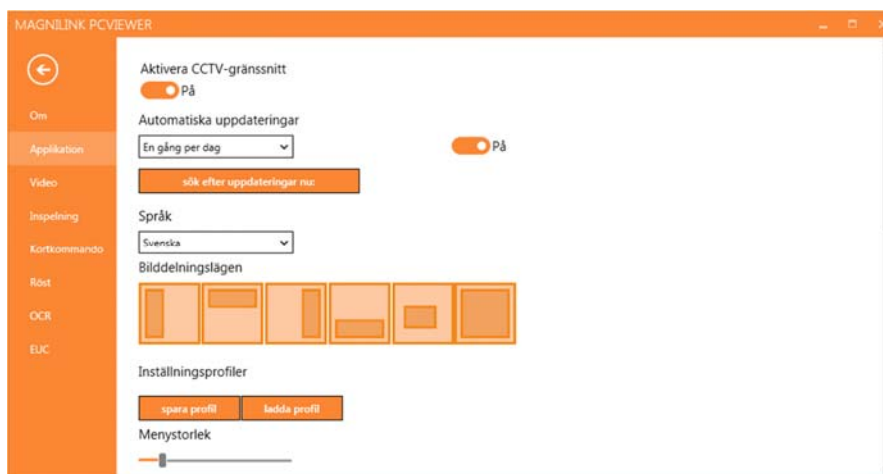 MAGNILINK PCVIEWER
Om
Applikation
Video
Inspelning
Kortkommando
Röst
OCR
EUC
Aktivera CCTV-gränssnitt
På
Automatiska uppdateringar
En gång per dag
På
sök efter uppdateringar nu:
Språk
Svenska
Bilddelningslägen
Inställningsprofiler
spara profil
ladda profil
Menystorlek